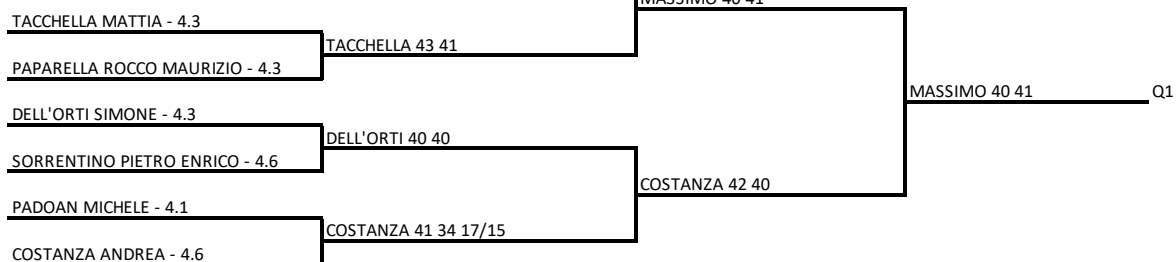 MASSIMO 40 41
TACCHELLA MATTIA - 4.3
TACCHELLA 43 41
PAPARELLA ROCCO MAURIZIO - 4.3
MASSIMO 40 41
Q1
DELL'ORTI SIMONE - 4.3
DELL'ORTI 40 40
SORRENTINO PIETRO ENRICO - 4.6
COSTANZA 42 40
PADOAN MICHELE - 4.1
COSTANZA 41 34 17/15
COSTANZA ANDREA - 4.6